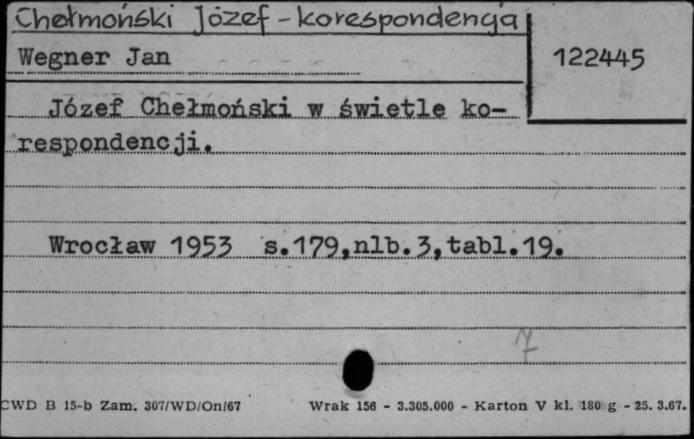 Chełmoński Józef - korespondencja
Wegner Jan
122445
Józef Chełmoński w świetle ko-
respondencji.
Wrocław 1953 s.179,nlb.3,tabl.19.
7
CWD B 15-b Zam. 307/WD/On/67
Wrak 156 - 3.305.000 - Karton V kl. 180 g - 25. 3.67.